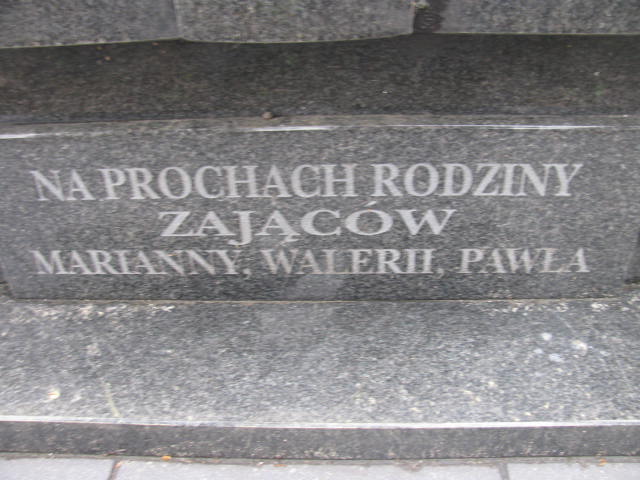 NA PROCHACH RODZINY
ZAJĄCÓW
MARIANNY, WALERII, PAWŁA